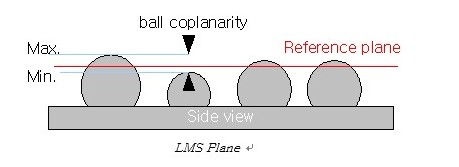 ball coplanarity
Max.
Reference plane
Min.
Side view
LMS Plane ↵